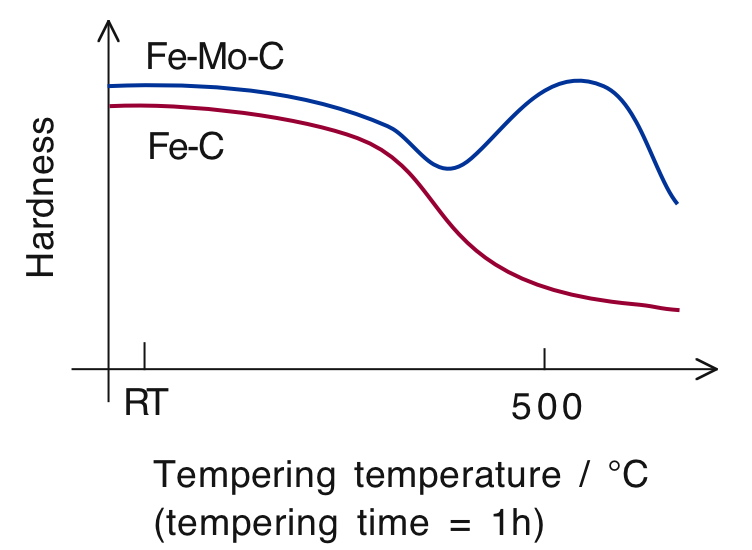 Fe-Mo-C
Fe-C
Hardness
RT
500
Tempering temperature / °C
(tempering time = 1h)